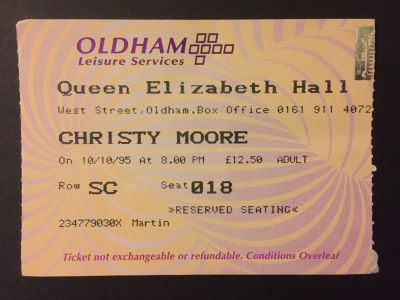 OLDHAM
Leisure Services
Queen Elizabeth Hall
West Street,Oldham.Box Office 0161 911 4072
CHRISTY MOORE
On 10/10/95 At 8.00 PM £12.50 ADULT
Row SC Seat 018
»RESERVED SEATING«
234779030X Martin
Ticket not exchangeable or refundable. Conditions Overleaf